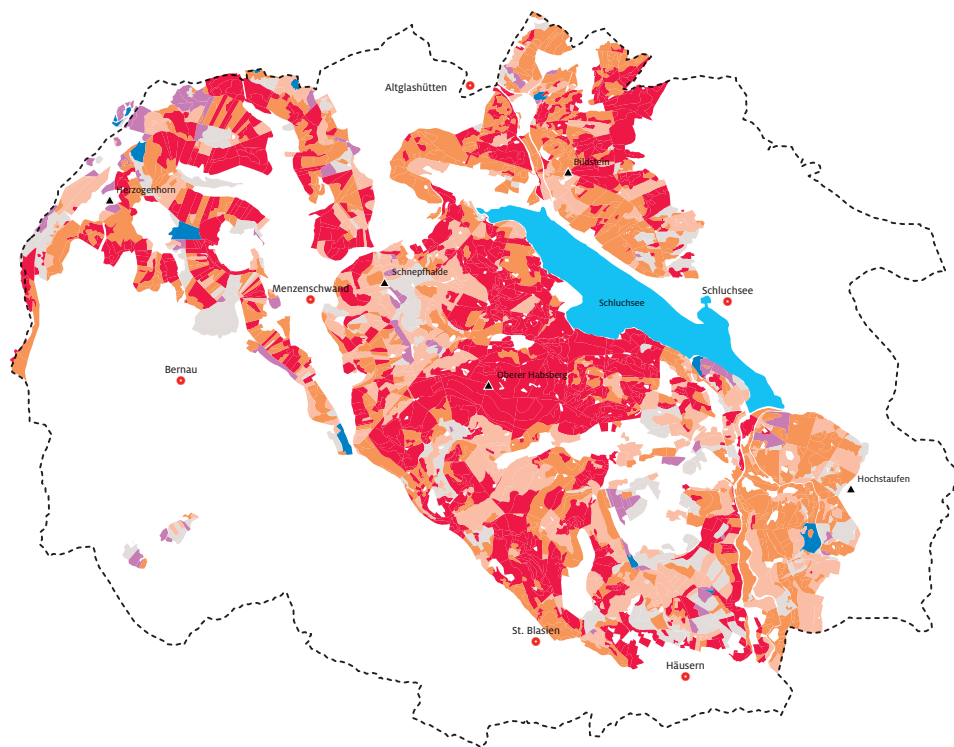 Altglashütten
Bildstein
Herzogenhorn
Schnepfhalde
Menzenschwand
Schluchsee
Schluchsee
Bernau
Oberer Habsberg
Hochstaufen
St. Blasien
Häusern